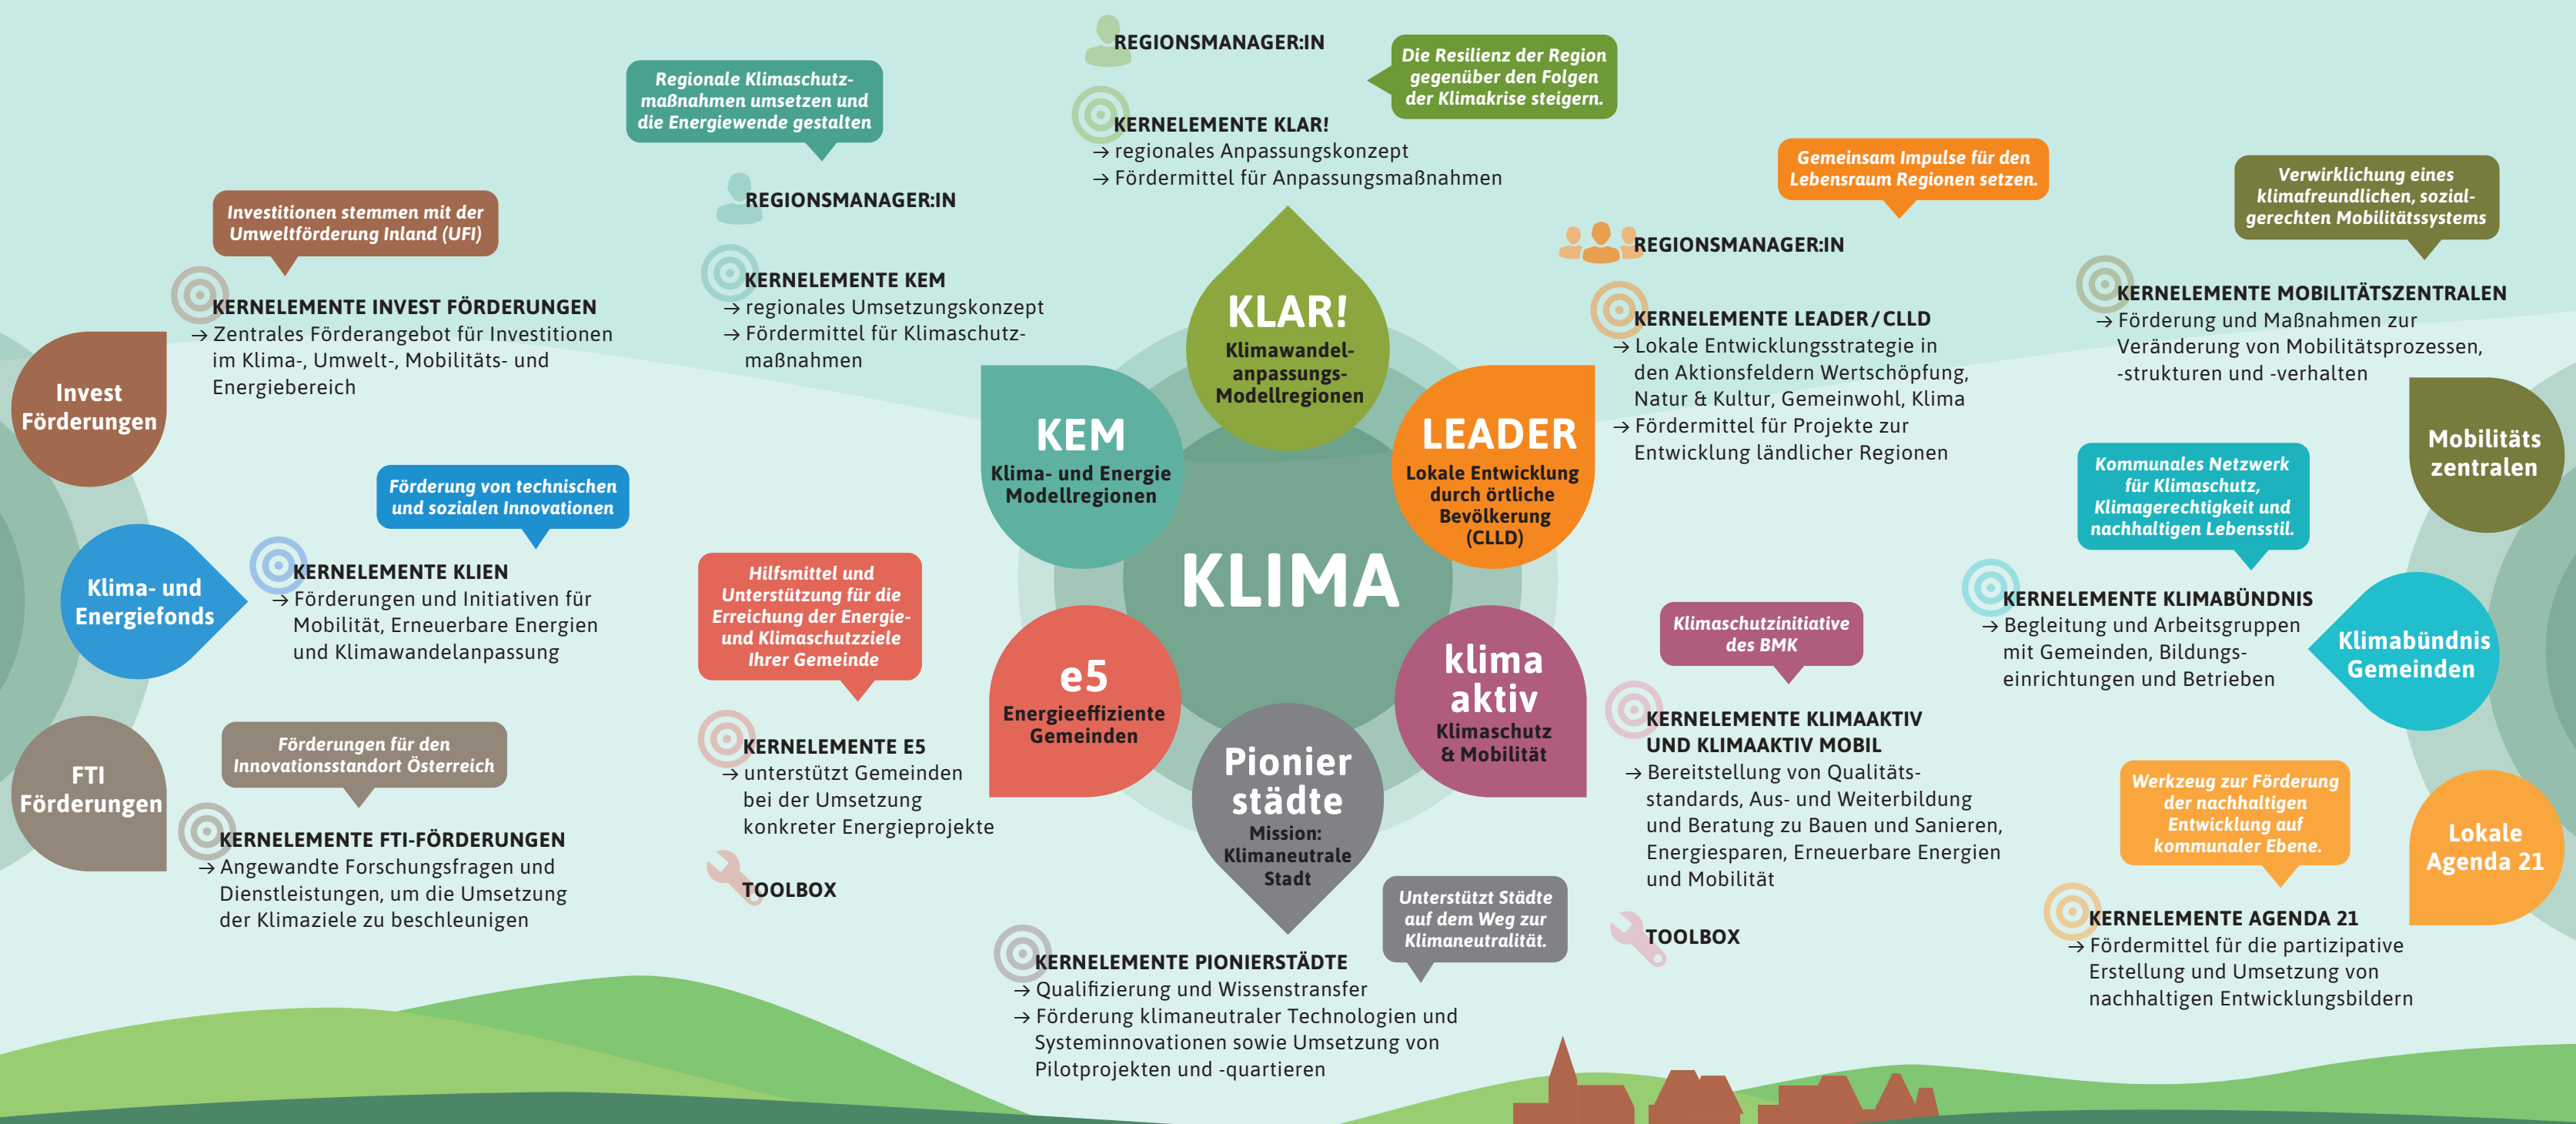 REGIONSMANAGER:IN
Die Resilienz der Region
gegenüber den Folgen
der Klimakrise steigern.
KERNELEMENTE KLAR!
→ regionales Anpassungskonzept
→ Fördermittel für Anpassungsmaßnahmen
KLAR!
Klimawandel-
anpassungs-
Modellregionen
Regionale Klimaschutz-
maßnahmen umsetzen und
die Energiewende gestalten
REGIONSMANAGER:IN
KERNELEMENTE KEM
→ regionales Umsetzungskonzept
→ Fördermittel für Klimaschutz-
maßnahmen
KEM
Klima- und Energie
Modellregionen
Gemeinsam Impulse für den
Lebensraum Regionen setzen.
REGIONSMANAGER:IN
KERNELEMENTE LEADER/CLLD
→ Lokale Entwicklungsstrategie in
den Aktionsfeldern Wertschöpfung,
Natur & Kultur, Gemeinwohl, Klima
→ Fördermittel für Projekte zur
Entwicklung ländlicher Regionen
LEADER
Lokale Entwicklung
durch örtliche
Bevölkerung
(CLLD)
KLIMA
Investitionen stemmen mit der
Umweltförderung Inland (UFI)
KERNELEMENTE INVEST FÖRDERUNGEN
→ Zentrales Förderangebot für Investitionen
im Klima-, Umwelt-, Mobilitäts- und
Energiebereich
Invest
Förderungen
Förderung von technischen
und sozialen Innovationen
KERNELEMENTE KLIEN
→ Förderungen und Initiativen für
Mobilität, Erneuerbare Energien
und Klimawandelanpassung
Klima- und
Energiefonds
Förderungen für den
Innovationsstandort Österreich
KERNELEMENTE FTI-FÖRDERUNGEN
→ Angewandte Forschungsfragen und
Dienstleistungen, um die Umsetzung
der Klimaziele zu beschleunigen
FTI
Förderungen
Hilfsmittel und
Unterstützung für die
Erreichung der Energie-
und Klimaschutzziele
Ihrer Gemeinde
KERNELEMENTE E5
→ unterstützt Gemeinden
bei der Umsetzung
konkreter Energieprojekte
TOOLBOX
e5
Energieeffiziente
Gemeinden
Pionier
städte
Mission:
Klimaneutrale
Stadt
Unterstützt Städte
auf dem Weg zur
Klimaneutralität.
KERNELEMENTE PIONIERSTÄDTE
→ Qualifizierung und Wissenstransfer
→ Förderung klimaneutraler Technologien und
Systeminnovationen sowie Umsetzung von
Pilotprojekten und -quartieren
klima
aktiv
Klimaschutz
& Mobilität
Klimaschutzinitiative
des BMK
KERNELEMENTE KLIMAAKTIV
UND KLIMAAKTIV MOBIL
→ Bereitstellung von Qualitäts-
standards, Aus- und Weiterbildung
und Beratung zu Bauen und Sanieren,
Energiesparen, Erneuerbare Energien
und Mobilität
TOOLBOX
Verwirklichung eines
klimafreundlichen, sozial-
gerechten Mobilitätssystems
KERNELEMENTE MOBILITÄTSZENTRALEN
→ Förderung und Maßnahmen zur
Veränderung von Mobilitätsprozessen,
-strukturen und -verhalten
Mobilitäts
zentralen
Kommunales Netzwerk
für Klimaschutz,
Klimagerechtigkeit und
nachhaltigen Lebensstil.
KERNELEMENTE KLIMABÜNDNIS
→ Begleitung und Arbeitsgruppen
mit Gemeinden, Bildungs-
einrichtungen und Betrieben
Klimabündnis
Gemeinden
Werkzeug zur Förderung
der nachhaltigen
Entwicklung auf
kommunaler Ebene.
KERNELEMENTE AGENDA 21
→ Fördermittel für die partizipative
Erstellung und Umsetzung von
nachhaltigen Entwicklungsbildern
Lokale
Agenda 21